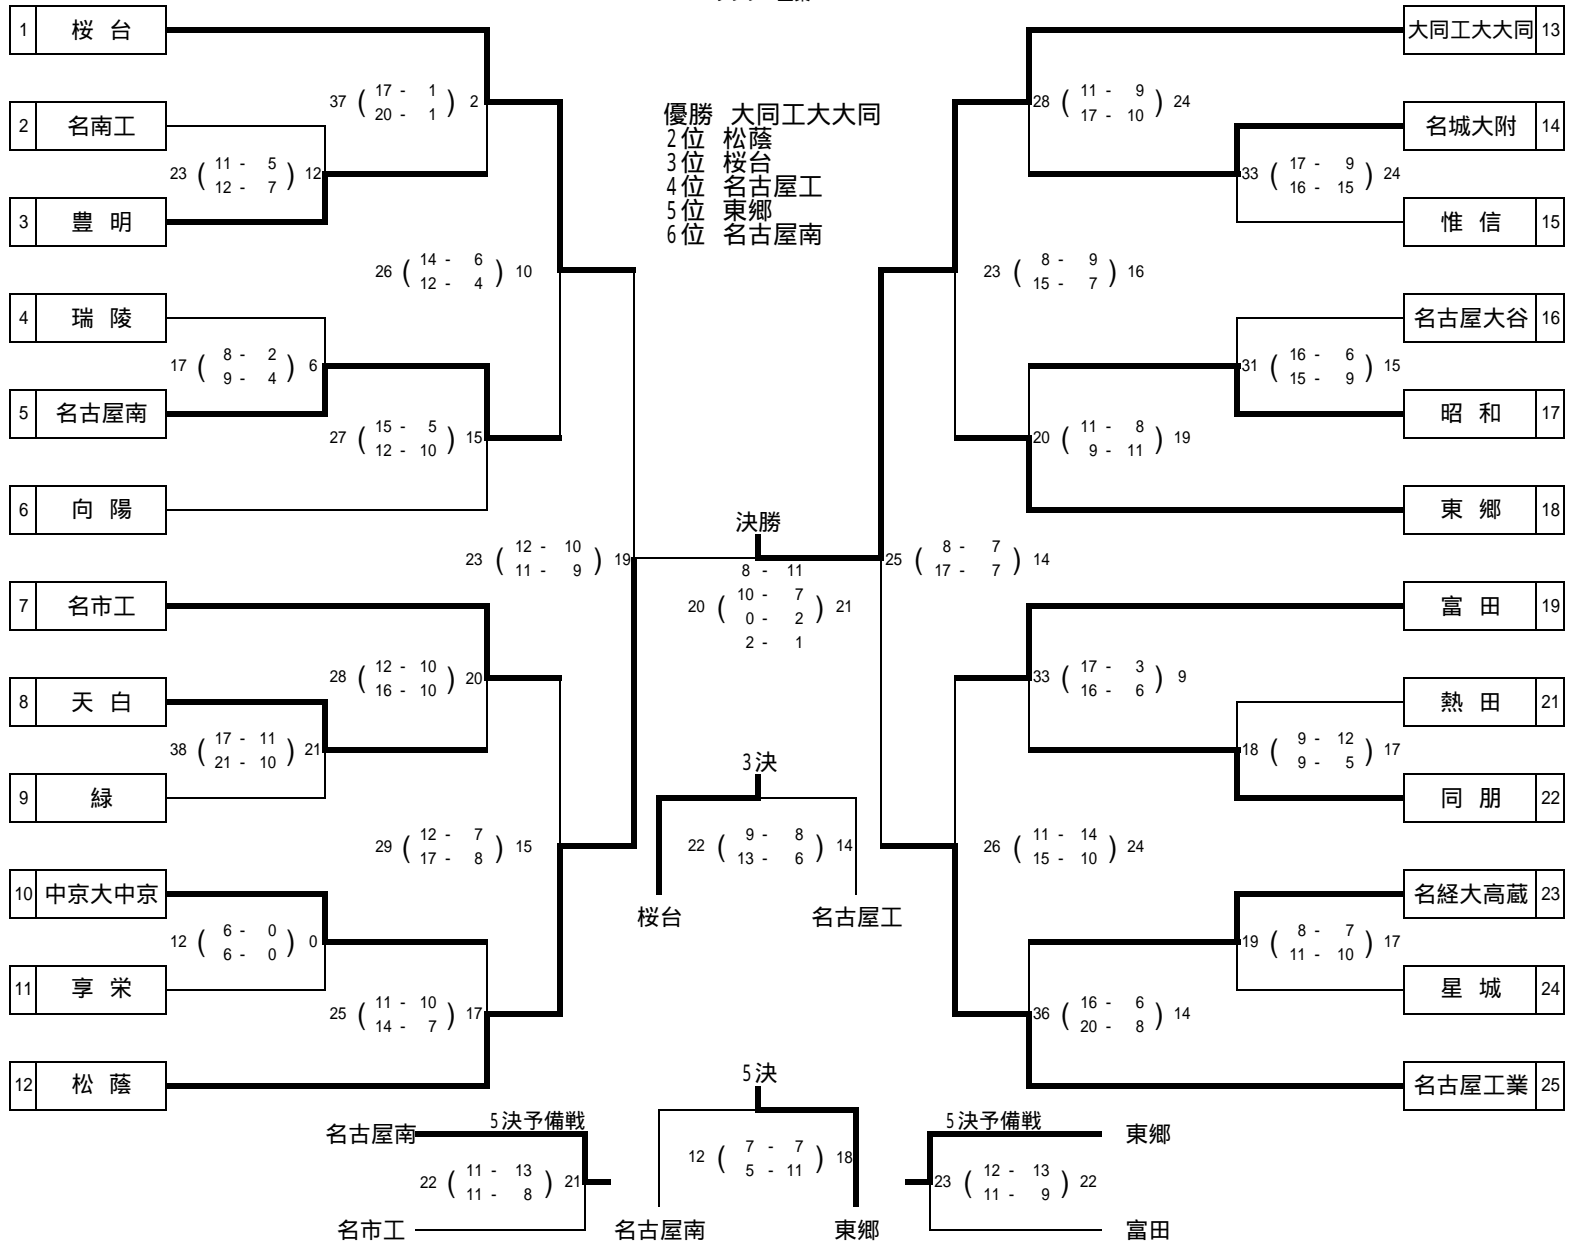 1 桜 台
2 名南工
3 豊 明
4 瑞 陵
5 名古屋南
6 向 陽
7 名市工
8 天 白
9 緑
10 中京大中京
11 享 栄
12 松 蔭
37 ( 17 - 1 ) 2
20 - 1
23 ( 11 - 5 ) 12
12 - 7
26 ( 14 - 6 ) 10
12 - 4
17 ( 8 - 2 ) 6
9 - 4
27 ( 15 - 5 ) 15
12 - 10
23 ( 12 - 10 ) 19
11 - 9
28 ( 12 - 10 ) 20
16 - 10
38 ( 17 - 11 ) 21
21 - 10
29 ( 12 - 7 ) 15
17 - 8
12 ( 6 - 0 ) 0
6 - 0
25 ( 11 - 10 ) 17
14 - 7
優勝 大同工大大同
2位 松蔭
3位 桜台
4位 名古屋工
5位 東郷
6位 名古屋南
決勝
8 - 11
20 ( 10 - 7 ) 21
0 - 2
2 - 1
3決
22 ( 9 - 8 ) 14
13 - 6
桜台 名古屋工
大同工大大同 13
名城大附 14
惟 信 15
名古屋大谷 16
昭 和 17
東 郷 18
富 田 19
熱 田 21
同 朋 22
名経大高蔵 23
星 城 24
名古屋工業 25
28 ( 11 - 9 ) 24
17 - 10
33 ( 17 - 9 ) 24
16 - 15
23 ( 8 - 9 ) 16
15 - 7
31 ( 16 - 6 ) 15
15 - 9
20 ( 11 - 8 ) 19
9 - 11
25 ( 8 - 7 ) 14
17 - 7
33 ( 17 - 3 ) 9
16 - 6
18 ( 9 - 12 ) 17
9 - 5
26 ( 11 - 14 ) 24
15 - 10
19 ( 8 - 7 ) 17
11 - 10
36 ( 16 - 6 ) 14
20 - 8
5決予備戦
名古屋南
22 ( 11 - 13 ) 21
11 - 8
名市工
5決
12 ( 7 - 7 ) 18
5 - 11
名古屋南 東郷
5決予備戦
東郷
23 ( 12 - 13 ) 22
11 - 9
富田